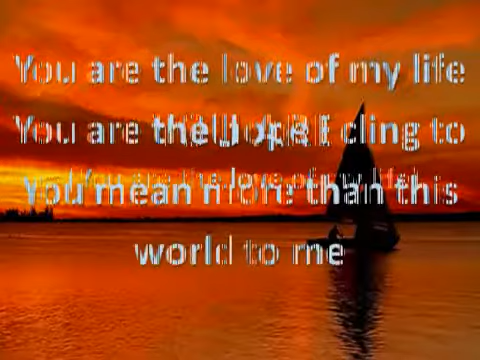 You are the love of my life
You are the hope I cling to
You mean more than this
world to me